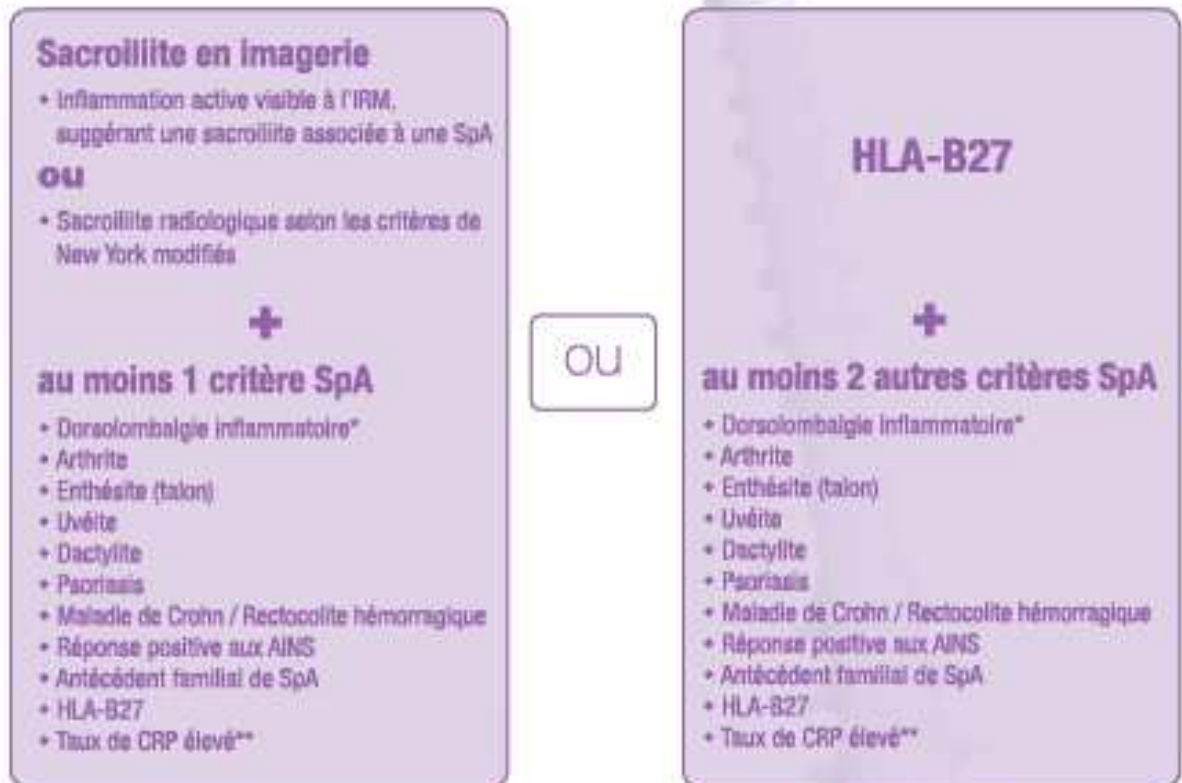 Sacroiliite en imagerie
• Inflammation active visible à l'IRM,
suggérant une sacroiliite associée à une SpA
ou
• Sacroiliite radiologique selon les critères de
New York modifiés
+
au moins 1 critère SpA
• Dorsolombalgie inflammatoire*
• Arthrite
• Enthésite (talon)
• Uvéite
• Dactylite
• Psoriasis
• Maladie de Crohn / Rectocolite hémorragique
• Réponse positive aux AINS
• Antécédent familial de SpA
• HLA-B27
• Taux de CRP élevé**
OU
HLA-B27
+
au moins 2 autres critères SpA
• Dorsolombalgie inflammatoire*
• Arthrite
• Enthésite (talon)
• Uvéite
• Dactylite
• Psoriasis
• Maladie de Crohn / Rectocolite hémorragique
• Réponse positive aux AINS
• Antécédent familial de SpA
• HLA-B27
• Taux de CRP élevé**